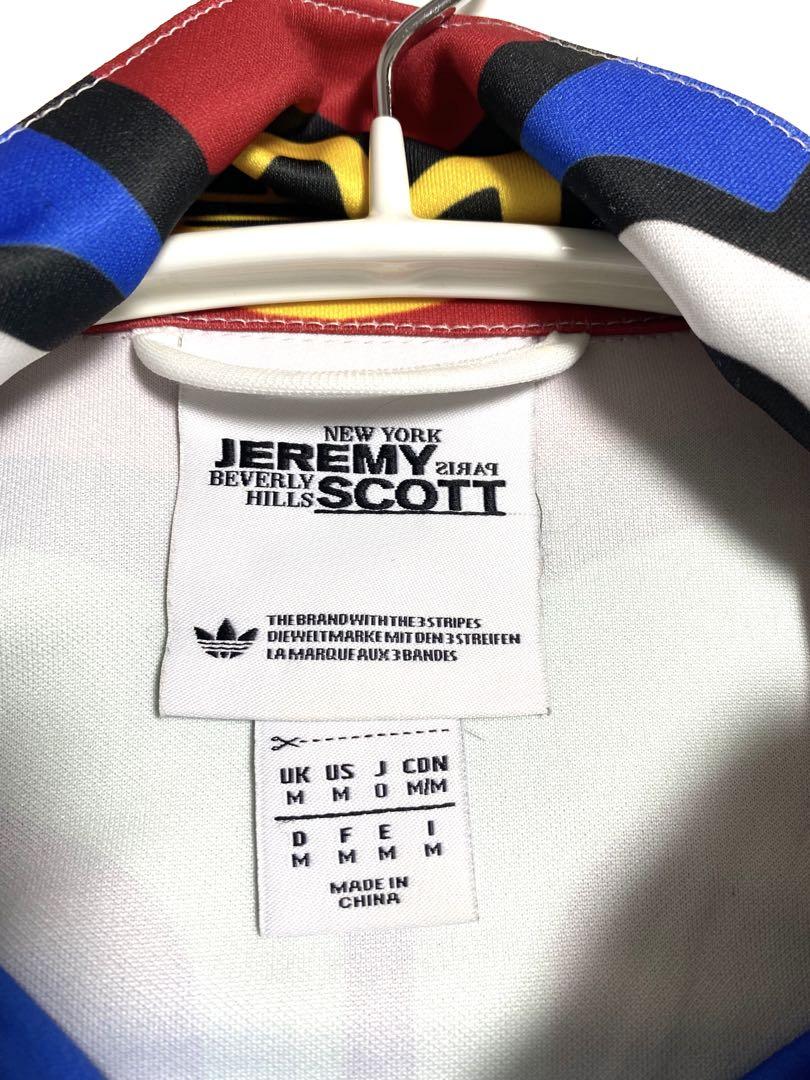 NEW YORK
JEREMY PARIS
BEVERLY
HILLS SCOTT
THE BRAND WITH THE 3 STRIPES
DIE WELTMARKE MIT DEN 3 STREIFEN
LA MARQUE AUX 3 BANDES
UK US J CDN
M M O M/M
D F E I
M M M M
MADE IN
CHINA